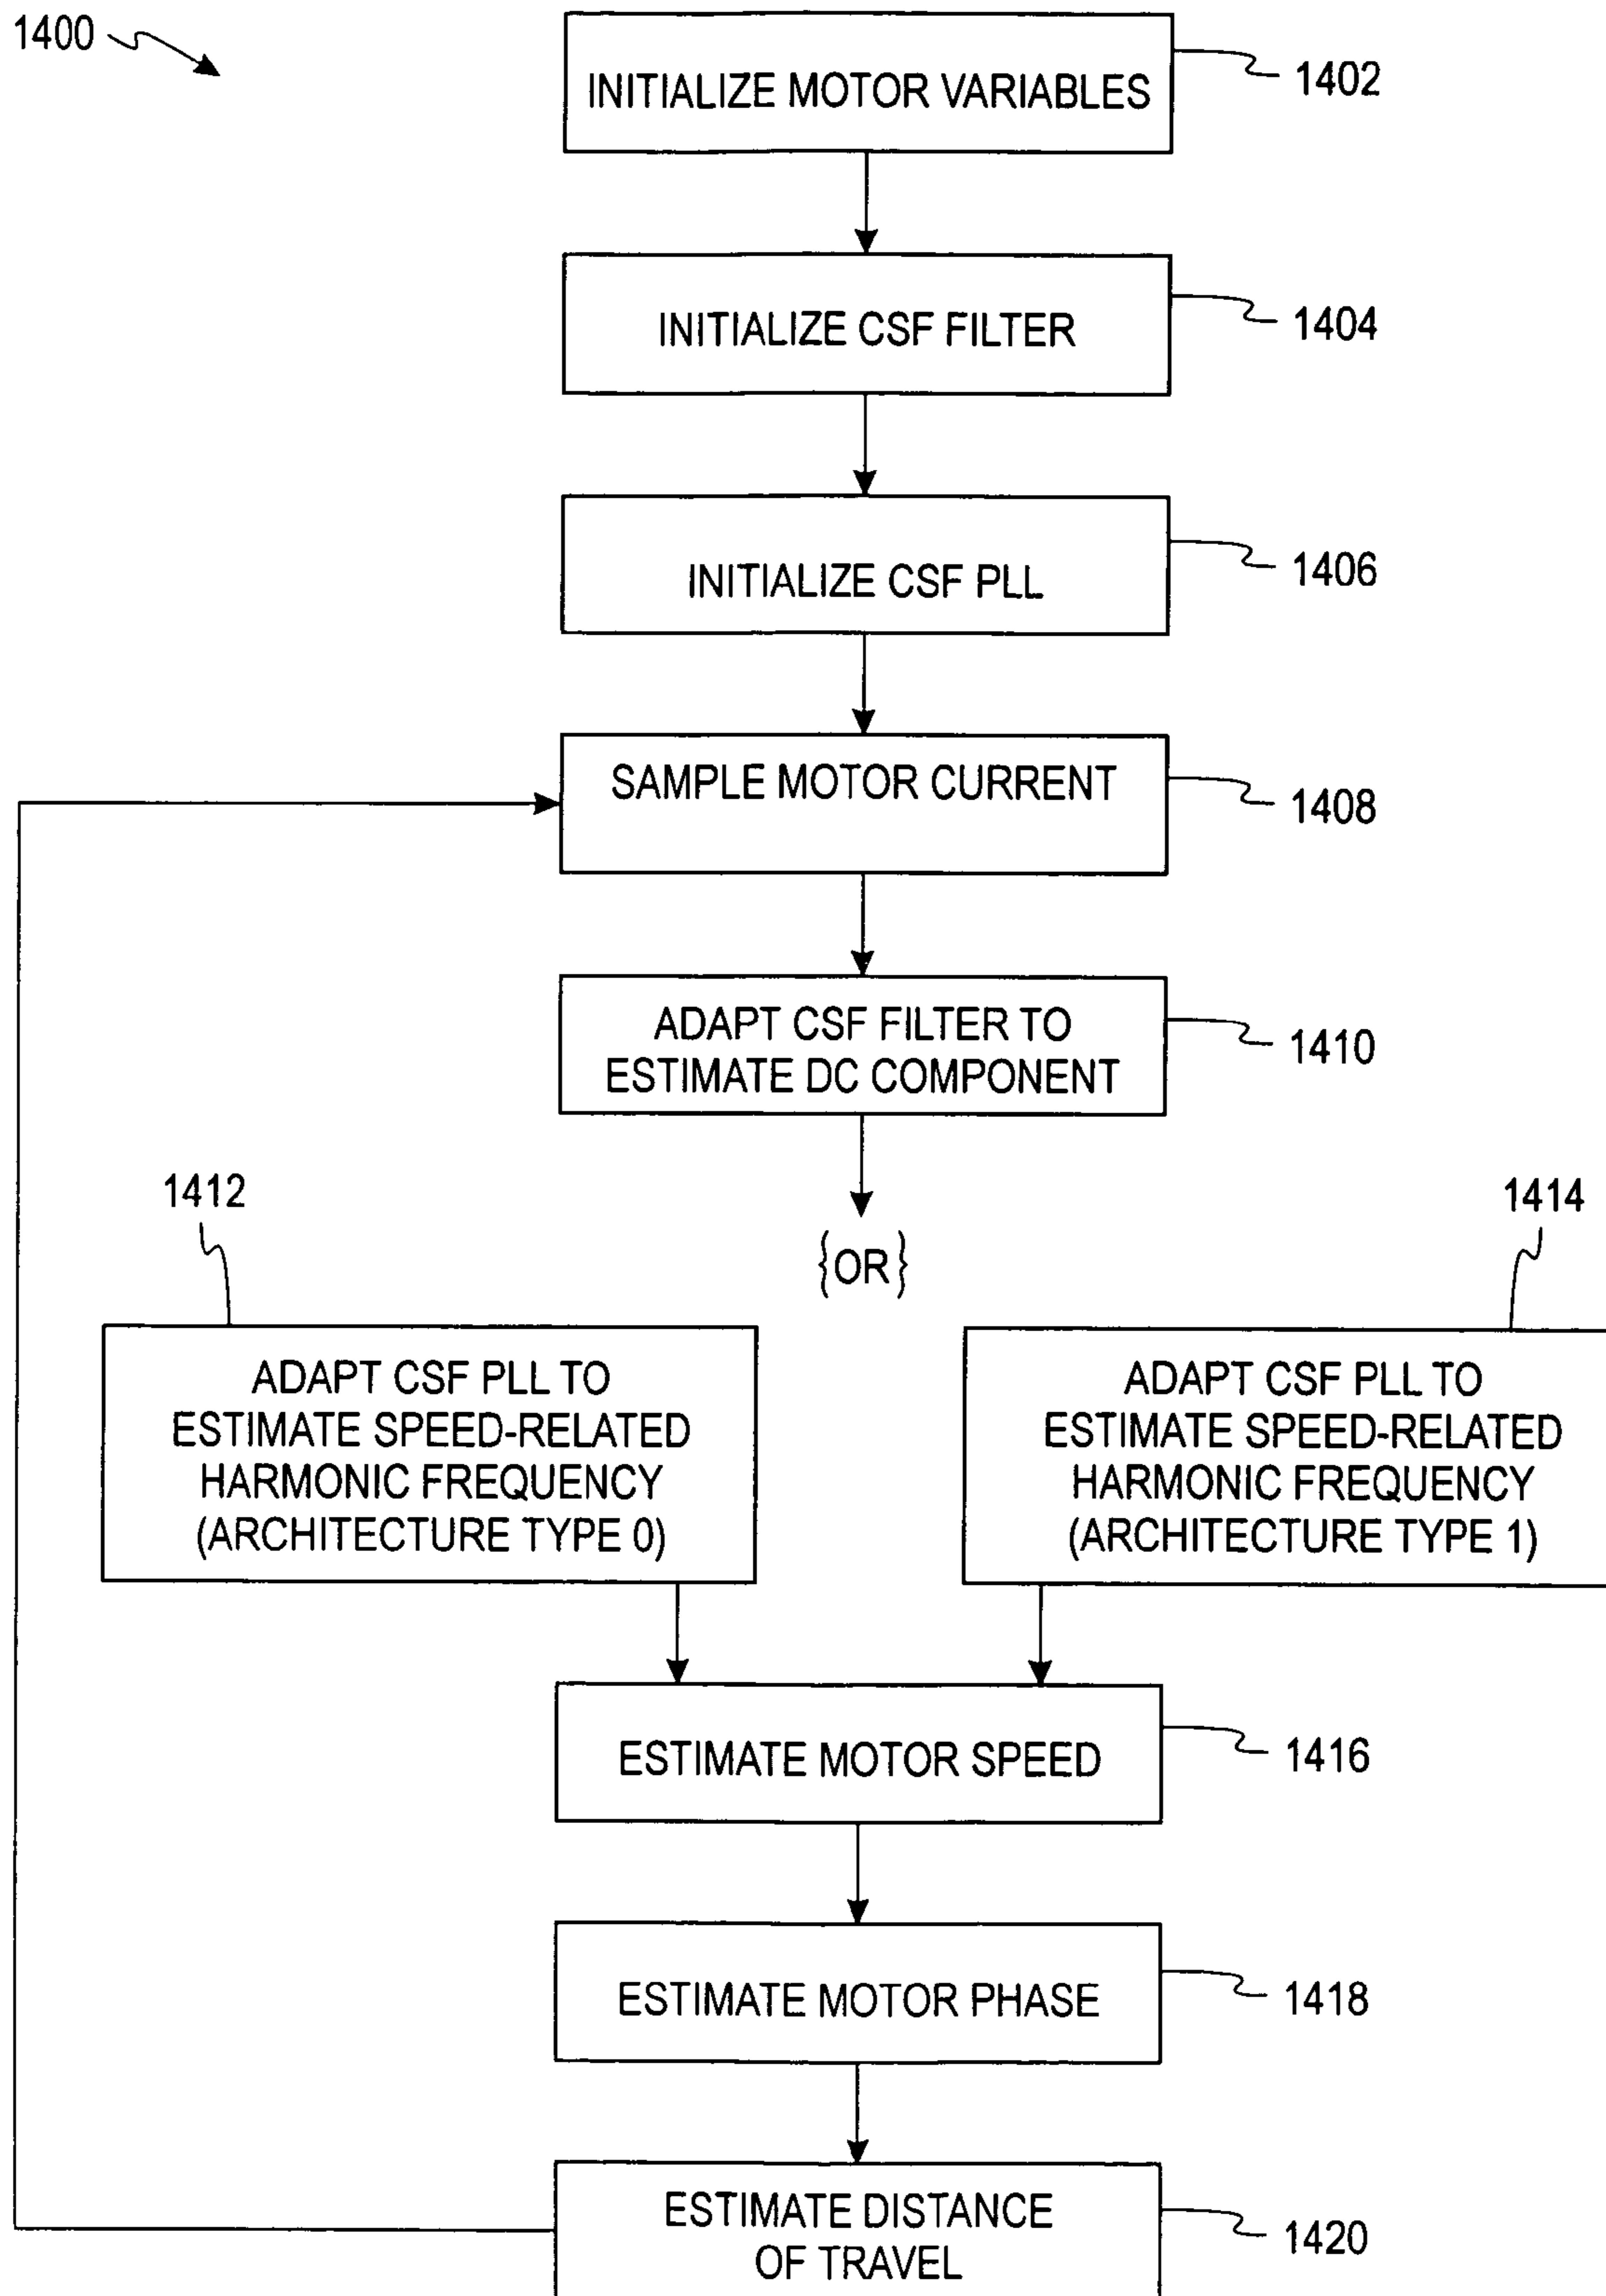 1400
INITIALIZE MOTOR VARIABLES
1402
INITIALIZE CSF FILTER
1404
INITIALIZE CSF PLL
1406
SAMPLE MOTOR CURRENT
1408
ADAPT CSF FILTER TO
ESTIMATE DC COMPONENT
1410
1412
1414
{OR}
ADAPT CSF PLL TO
ESTIMATE SPEED-RELATED
HARMONIC FREQUENCY
(ARCHITECTURE TYPE 0)
ADAPT CSF PLL TO
ESTIMATE SPEED-RELATED
HARMONIC FREQUENCY
(ARCHITECTURE TYPE 1)
ESTIMATE MOTOR SPEED
1416
ESTIMATE MOTOR PHASE
1418
ESTIMATE DISTANCE
OF TRAVEL
1420